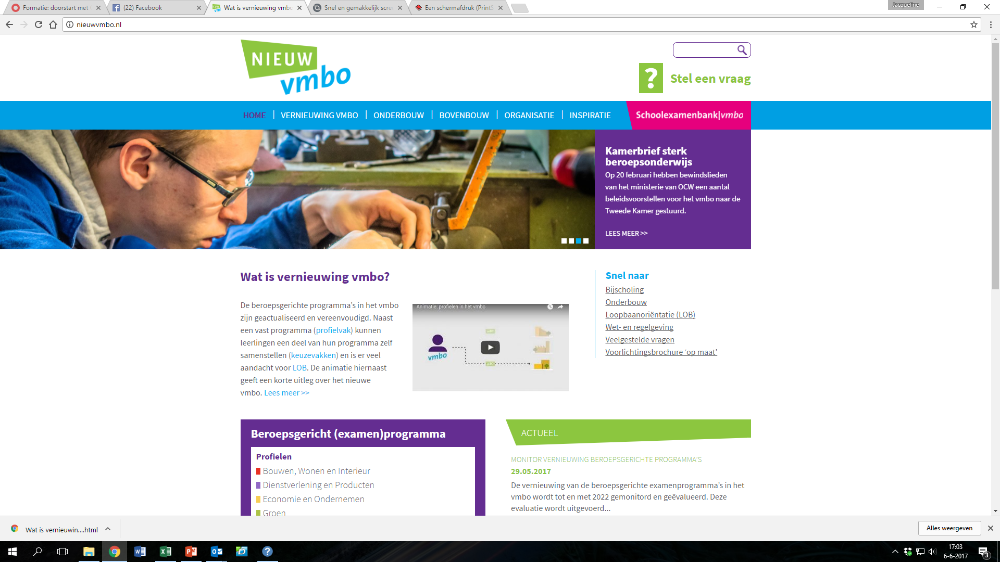 Formatie: doorstart met
(22) Facebook
Wat is vernieuwing vmbo
Snel en gemakkelijk scre
Een schermafdruk (PrintS
Jacqueline
nieuwvmbo.nl
NIEUW
vmbo
?
Stel een vraag
HOME | VERNIEUWING VMBO | ONDERBOUW | BOVENBOUW | ORGANISATIE | INSPIRATIE
Schoolexamenbank|vmbo
Kamerbrief sterk
beroepsonderwijs
Op 20 februari hebben bewindslieden
van het ministerie van OCW een aantal
beleidsvoorstellen voor het vmbo naar de
Tweede Kamer gestuurd.
LEES MEER >>
Wat is vernieuwing vmbo?
De beroepsgerichte programma’s in het vmbo
zijn geactualiseerd en vereenvoudigd. Naast
een vast programma (profielvak) kunnen
leerlingen een deel van hun programma zelf
samenstellen (keuzevakken) en is er veel
aandacht voor LOB. De animatie hiernaast
geeft een korte uitleg over het nieuwe
vmbo. Lees meer >>
Animatie: profielen in het vmbo
vmbo
Snel naar
Bijscholing
Onderbouw
Loopbaanoriëntatie (LOB)
Wet- en regelgeving
Veelgestelde vragen
Voorlichtingsbrochure ‘op maat’
Beroepsgericht (examen)programma
Profielen
Bouwen, Wonen en Interieur
Dienstverlening en Producten
Economie en Ondernemen
Groen
ACTUEEL
MONITOR VERNIEUWING BEROEPSGERICHTE PROGRAMMA’S
29.05.2017
De vernieuwing van de beroepsgerichte examenprogramma’s in het
vmbo wordt tot en met 2022 gemonitord en geëvalueerd. Deze
evaluatie wordt uitgevoerd...
Wat is vernieuwin....html
Alles weergeven
17:03
6-6-2017
3